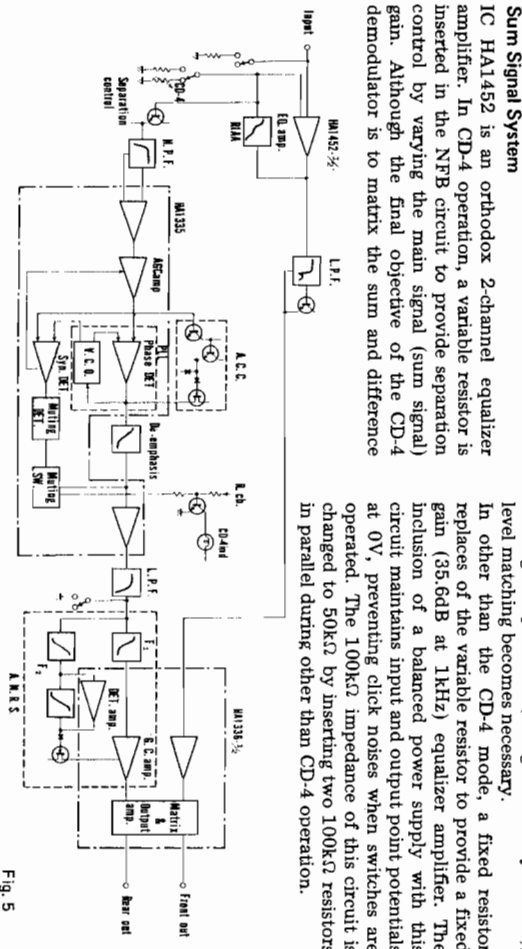 Sum Signal System
IC HA1452 is an orthodox 2-channel equalizer
amplifier. In CD-4 operation, a variable resistor is
inserted in the NFB circuit to provide separation
control by varying the main signal (sum signal)
gain. Although the final objective of the CD-4
demodulator is to matrix the sum and difference
level matching becomes necessary.
In other than the CD-4 mode, a fixed resistor
replaces of the variable resistor to provide a fixed
gain (35.6dB at 1kHz) equalizer amplifier. The
inclusion of a balanced power supply with this
circuit maintains input and output point potentials
at 0V, preventing click noises when switches are
operated. The 100kΩ impedance of this circuit is
changed to 50kΩ by inserting two 100kΩ resistors
in parallel during other than CD-4 operation.
Input
HA1452-½
EQ. amp.
RIAA
L.P.F.
CD-4
Separation
control
H.P.F.
HA1335
AGCamp
A.C.C.
PLL
Phase DET
V.C.O.
Syn. DET
Muting
DET.
Muting
SW
De-emphasis
R.ch.
CD4ind
L.P.F.
F₁
F₂
DET. amp.
G.C. amp.
A.N.R.S.
HA1336-½
Matrix
&
Output
amp.
Front out
Rear out
Fig. 5